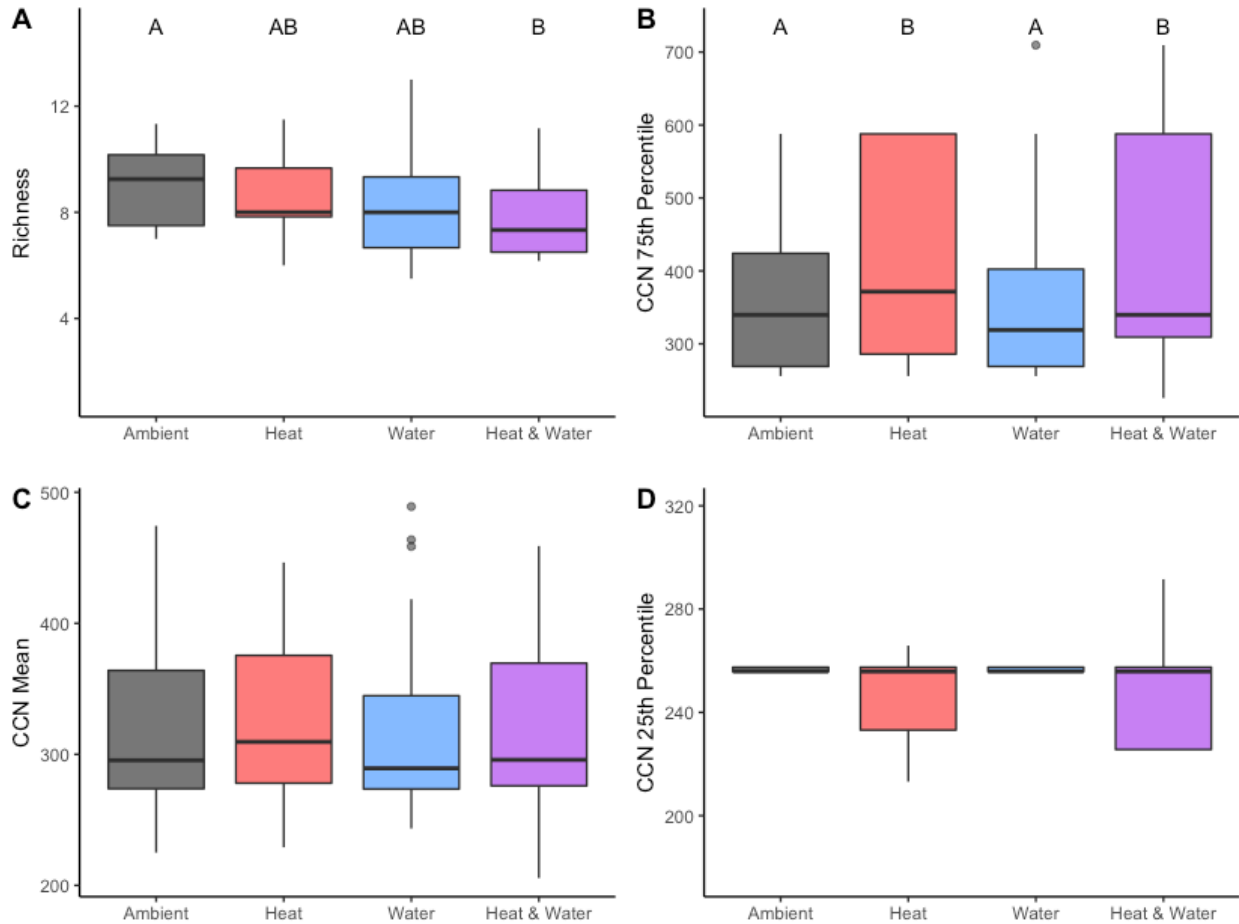 A
A AB AB B
Richness
12
8
4
Ambient Heat Water Heat & Water
B
A B A B
CCN 75th Percentile
700
600
500
400
300
Ambient Heat Water Heat & Water
C
CCN Mean
500
400
300
200
Ambient Heat Water Heat & Water
D
CCN 25th Percentile
320
280
240
200
Ambient Heat Water Heat & Water